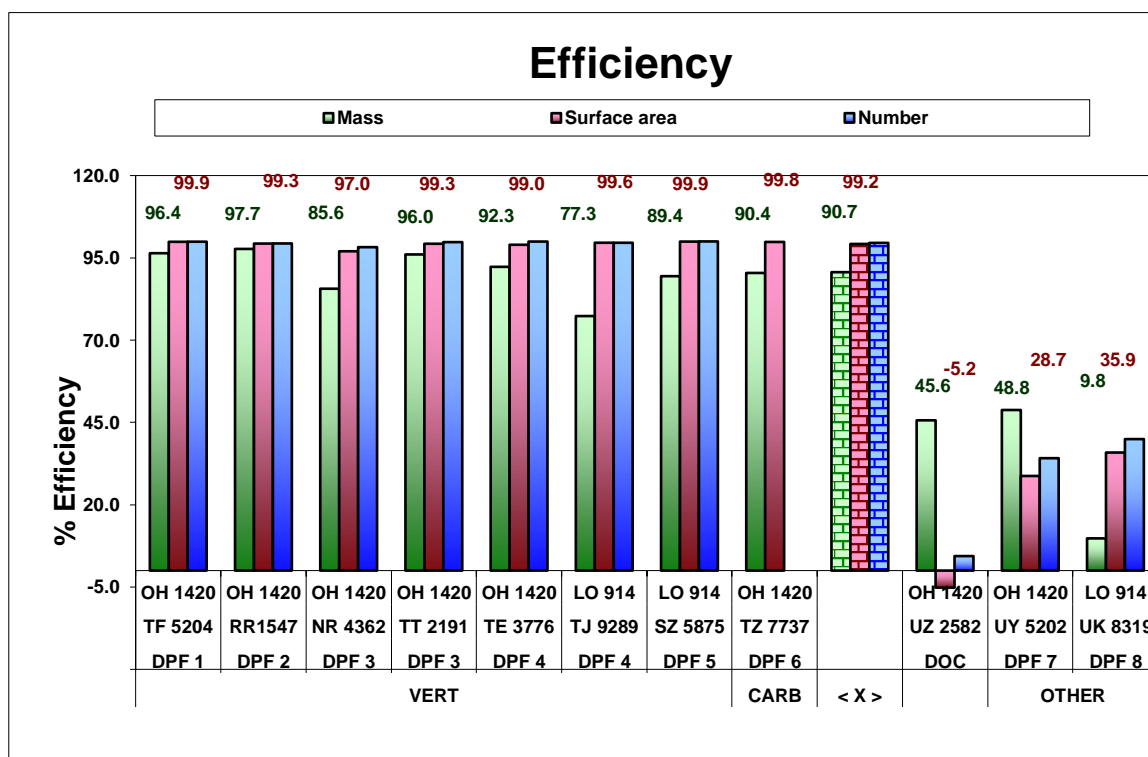 Efficiency
Mass Surface area Number
% Efficiency
120.0
95.0
70.0
45.0
20.0
-5.0
99.9 99.3 97.0 99.3 99.0 99.6 99.9 99.8 99.2
96.4 97.7 85.6 96.0 92.3 77.3 89.4 90.4 90.7
-5.2 28.7 35.9
45.6 48.8 9.8
OH 1420 OH 1420 OH 1420 OH 1420 OH 1420 LO 914 LO 914 OH 1420 OH 1420 OH 1420 LO 914
TF 5204 RR1547 NR 4362 TT 2191 TE 3776 TJ 9289 SZ 5875 TZ 7737 UZ 2582 UY 5202 UK 8319
DPF 1 DPF 2 DPF 3 DPF 3 DPF 4 DPF 4 DPF 5 DPF 6 DOC DPF 7 DPF 8
VERT CARB < X > OTHER